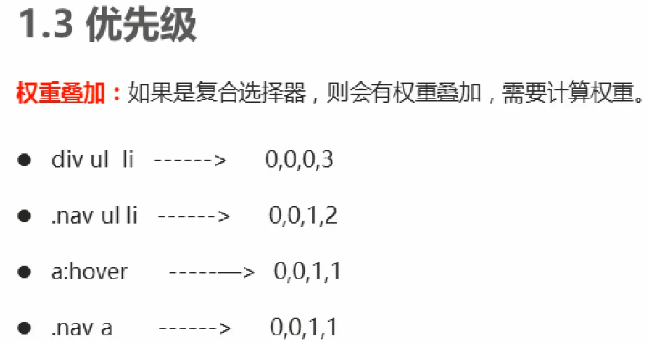 1.3 优先级
权重叠加：如果是复合选择器，则会有权重叠加，需要计算权重。
● div ul li ------> 0,0,0,3
● .nav ul li ------> 0,0,1,2
● a:hover -----—> 0,0,1,1
● .nav a ------> 0,0,1,1